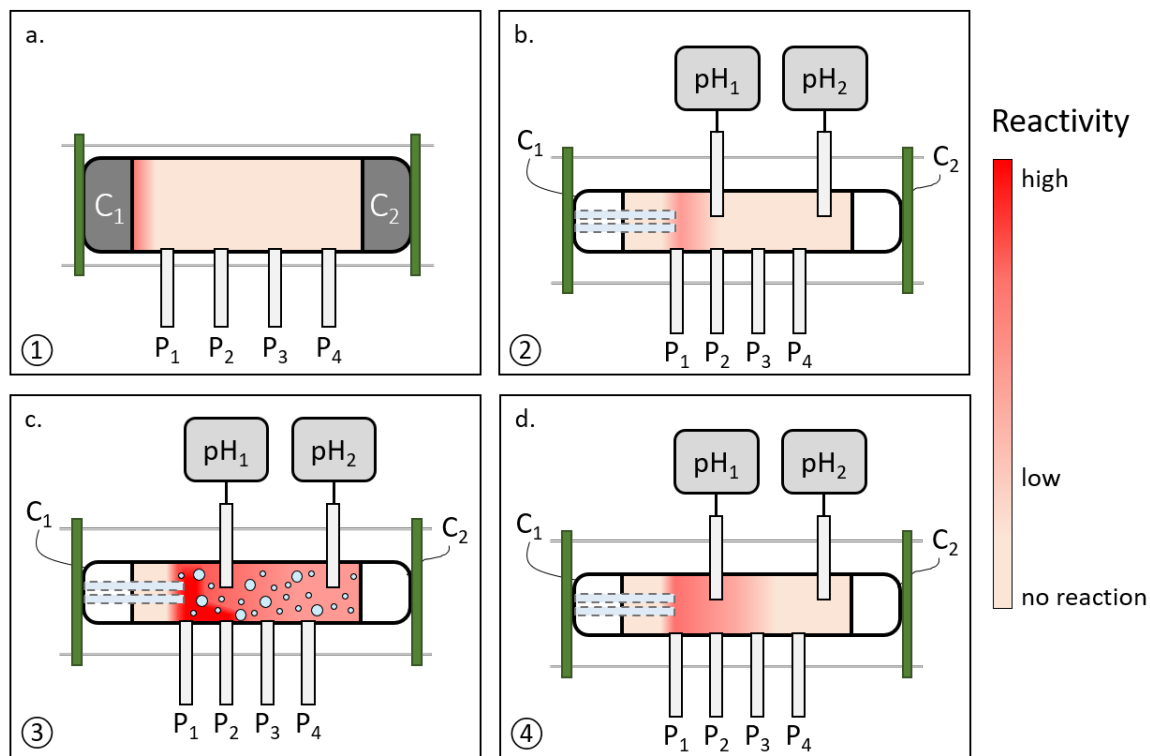 a.
C₁
C₂
P₁ P₂ P₃ P₄
①
b.
pH₁ pH₂
C₁
C₂
P₁ P₂ P₃ P₄
②
Reactivity
high
low
no reaction
c.
pH₁ pH₂
C₁
C₂
P₁ P₂ P₃ P₄
③
d.
pH₁ pH₂
C₁
C₂
P₁ P₂ P₃ P₄
④